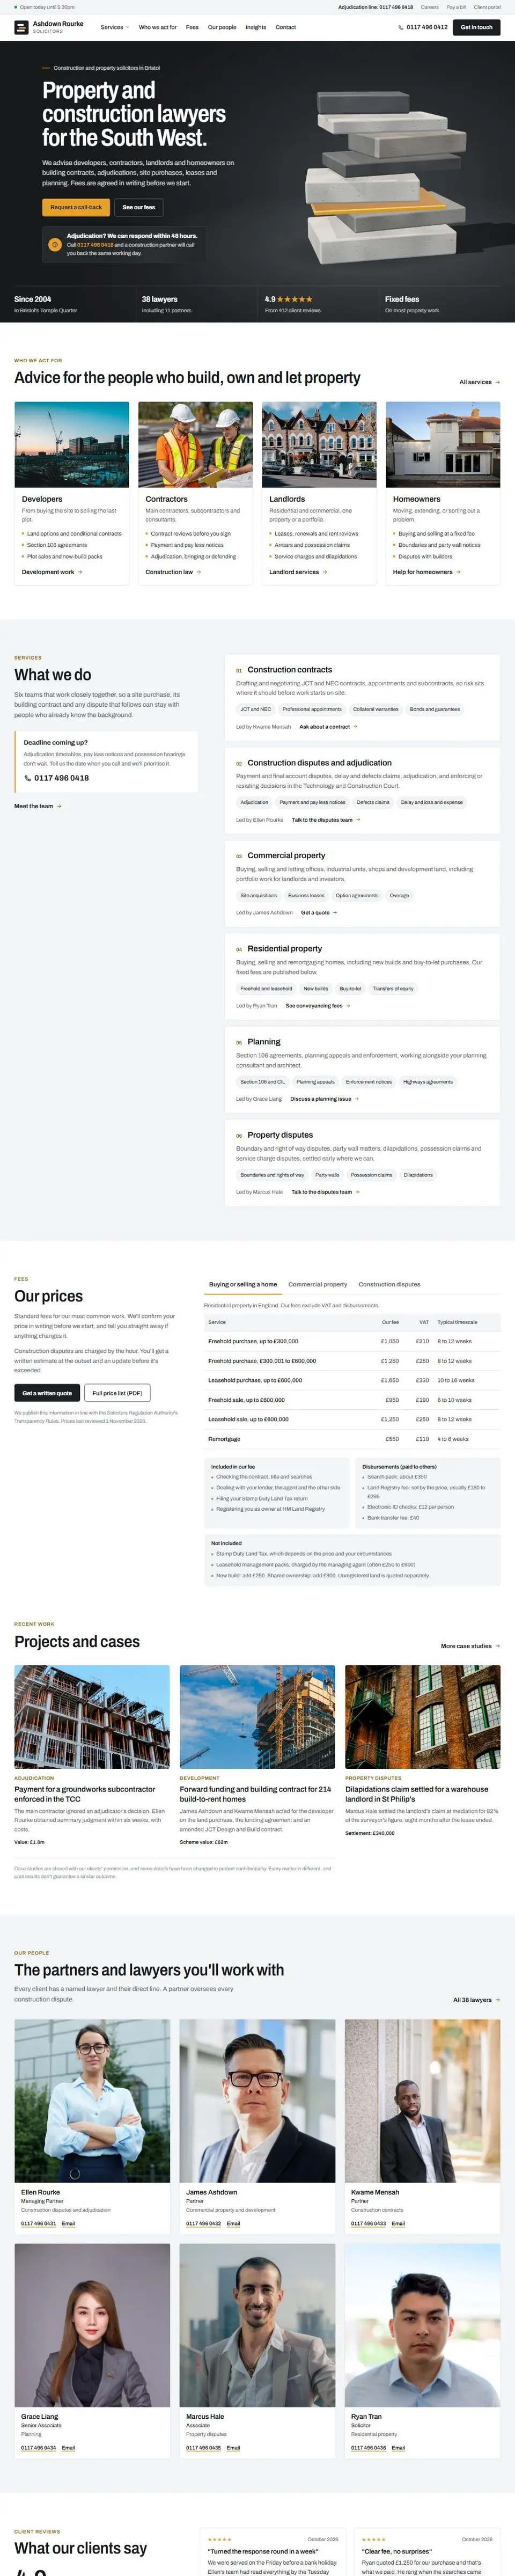 Open today until 5:30pm
Adjudication line: 0117 496 0418 Careers Pay a bill Client portal
Ashdown Rourke
SOLICITORS
Services Who we act for Fees Our people Insights Contact
0117 496 0412 Get in touch
Construction and property solicitors in Bristol
Property and
construction lawyers
for the South West.
We advise developers, contractors, landlords and homeowners on
building contracts, adjudications, site purchases, leases and
planning. Fees are agreed in writing before we start.
Request a call-back See our fees
Adjudication? We can respond within 48 hours.
Call 0117 496 0418 and a construction partner will call
you back the same working day.
Since 2004
In Bristol's Temple Quarter
38 lawyers
Including 11 partners
4.9 ★★★★★
From 412 client reviews
Fixed fees
On most property work
WHO WE ACT FOR
Advice for the people who build, own and let property
All services →
Developers
From buying the site to selling the last
plot.
Land options and conditional contracts
Section 106 agreements
Plot sales and new-build packs
Development work →
Contractors
Main contractors, subcontractors and
consultants.
Contract reviews before you sign
Payment and pay less notices
Adjudication, bringing or defending
Construction law →
Landlords
Residential and commercial, one
property or a portfolio.
Leases, renewals and rent reviews
Arrears and possession claims
Service charges and dilapidations
Landlord services →
Homeowners
Moving, extending, or sorting out a
problem.
Buying and selling at a fixed fee
Boundaries and party wall notices
Disputes with builders
Help for homeowners →
SERVICES
What we do
Six teams that work closely together, so a site purchase, its
building contract and any dispute that follows can stay with
people who already know the background.
Deadline coming up?
Adjudication timetables, pay less notices and possession hearings
don't wait. Tell us the date when you call and we'll prioritise it.
0117 496 0418
Meet the team →
01 Construction contracts
Drafting and negotiating JCT and NEC contracts, appointments and subcontracts, so risk sits
where it should before work starts on site.
JCT and NEC Professional appointments Collateral warranties Bonds and guarantees
Led by Kwame Mensah Ask about a contract →
02 Construction disputes and adjudication
Payment and final account disputes, delay and defects claims, adjudication, and enforcing or
resisting decisions in the Technology and Construction Court.
Adjudication Payment and pay less notices Defects claims Delay and loss and expense
Led by Ellen Rourke Talk to the disputes team →
03 Commercial property
Buying, selling and letting offices, industrial units, shops and development land, including
portfolio work for landlords and investors.
Site acquisitions Business leases Option agreements Overage
Led by James Ashdown Get a quote →
04 Residential property
Buying, selling and remortgaging homes, including new builds and buy-to-let purchases. Our
fixed fees are published below.
Freehold and leasehold New builds Buy-to-let Transfers of equity
Led by Ryan Tran See conveyancing fees →
05 Planning
Section 106 agreements, planning appeals and enforcement, working alongside your planning
consultant and architect.
Section 106 and CIL Planning appeals Enforcement notices Highways agreements
Led by Grace Liang Discuss a planning issue →
06 Property disputes
Boundary and right of way disputes, party wall matters, dilapidations, possession claims and
service charge disputes, settled early where we can.
Boundaries and rights of way Party walls Possession claims Dilapidations
Led by Marcus Hale Talk to the disputes team →
FEES
Our prices
Standard fees for our most common work. We'll confirm your
price in writing before we start, and tell you straight away if
anything changes it.
Construction disputes are charged by the hour. You'll get a
written estimate at the outset and an update before it's
exceeded.
Get a written quote Full price list (PDF)
We publish this information in line with the Solicitors Regulation Authority's
Transparency Rules. Prices last reviewed 1 November 2026.
Buying or selling a home Commercial property Construction disputes
Residential property in England. Our fees exclude VAT and disbursements.
Service Our fee VAT Typical timescale
Freehold purchase, up to £300,000 £1,050 £210 8 to 12 weeks
Freehold purchase, £300,001 to £600,000 £1,250 £250 8 to 12 weeks
Leasehold purchase, up to £600,000 £1,650 £330 10 to 16 weeks
Freehold sale, up to £600,000 £950 £190 6 to 10 weeks
Leasehold sale, up to £600,000 £1,250 £250 8 to 12 weeks
Remortgage £550 £110 4 to 6 weeks
Included in our fee
Checking the contract, title and searches
Dealing with your lender, the agent and the other side
Filing your Stamp Duty Land Tax return
Registering you as owner at HM Land Registry
Disbursements (paid to others)
Search pack: about £350
Land Registry fee: set by the price, usually £150 to
£295
Electronic ID checks: £12 per person
Bank transfer fee: £40
Not included
Stamp Duty Land Tax, which depends on the price and your circumstances
Leasehold management packs, charged by the managing agent (often £250 to £600)
New build: add £250. Shared ownership: add £300. Unregistered land is quoted separately.
RECENT WORK
Projects and cases
More case studies →
ADJUDICATION
Payment for a groundworks subcontractor
enforced in the TCC
The main contractor ignored an adjudicator's decision. Ellen
Rourke obtained summary judgment within six weeks, with
costs.
Value: £1.8m
DEVELOPMENT
Forward funding and building contract for 214
build-to-rent homes
James Ashdown and Kwame Mensah acted for the developer
on the land purchase, the funding agreement and an
amended JCT Design and Build contract.
Scheme value: £62m
PROPERTY DISPUTES
Dilapidations claim settled for a warehouse
landlord in St Philip's
Marcus Hale settled the landlord's claim at mediation for 82%
of the surveyor's figure, eight months after the lease ended.
Settlement: £340,000
Case studies are shared with our clients' permission, and some details have been changed to protect confidentiality. Every matter is different, and
past results don't guarantee a similar outcome.
OUR PEOPLE
The partners and lawyers you'll work with
Every client has a named lawyer and their direct line. A partner oversees every
construction dispute.
All 38 lawyers →
Ellen Rourke
Managing Partner
Construction disputes and adjudication
0117 496 0431 Email
James Ashdown
Partner
Commercial property and development
0117 496 0432 Email
Kwame Mensah
Partner
Construction contracts
0117 496 0433 Email
Grace Liang
Senior Associate
Planning
0117 496 0434 Email
Marcus Hale
Associate
Property disputes
0117 496 0435 Email
Ryan Tran
Solicitor
Residential property
0117 496 0436 Email
CLIENT REVIEWS
What our clients say
★★★★★ October 2026
"Turned the response round in a week"
We were served on the Friday before a bank holiday.
Ellen's team had read everything by the Tuesday
★★★★★ October 2026
"Clear fee, no surprises"
Ryan quoted £1,250 for our purchase and that's
what we paid. He rang when the searches came